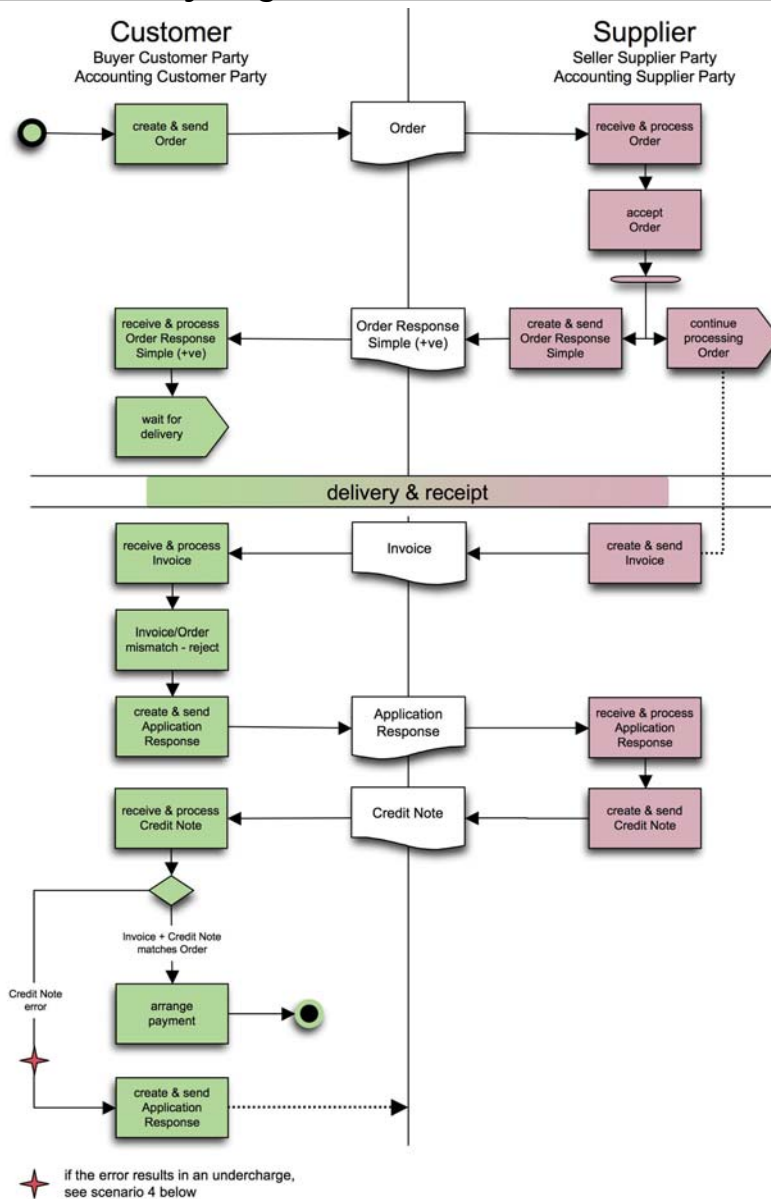 Customer
Buyer Customer Party
Accounting Customer Party
Supplier
Seller Supplier Party
Accounting Supplier Party
create & send
Order
Order
receive & process
Order
accept
Order
receive & process
Order Response
Simple (+ve)
Order Response
Simple (+ve)
create & send
Order Response
Simple
continue
processing
Order
wait for
delivery
delivery & receipt
receive & process
Invoice
Invoice
create & send
Invoice
Invoice/Order
mismatch - reject
create & send
Application
Response
Application
Response
receive & process
Application
Response
receive & process
Credit Note
Credit Note
create & send
Credit Note
Invoice + Credit Note
matches Order
Credit Note
error
arrange
payment
create & send
Application
Response
if the error results in an undercharge,
see scenario 4 below